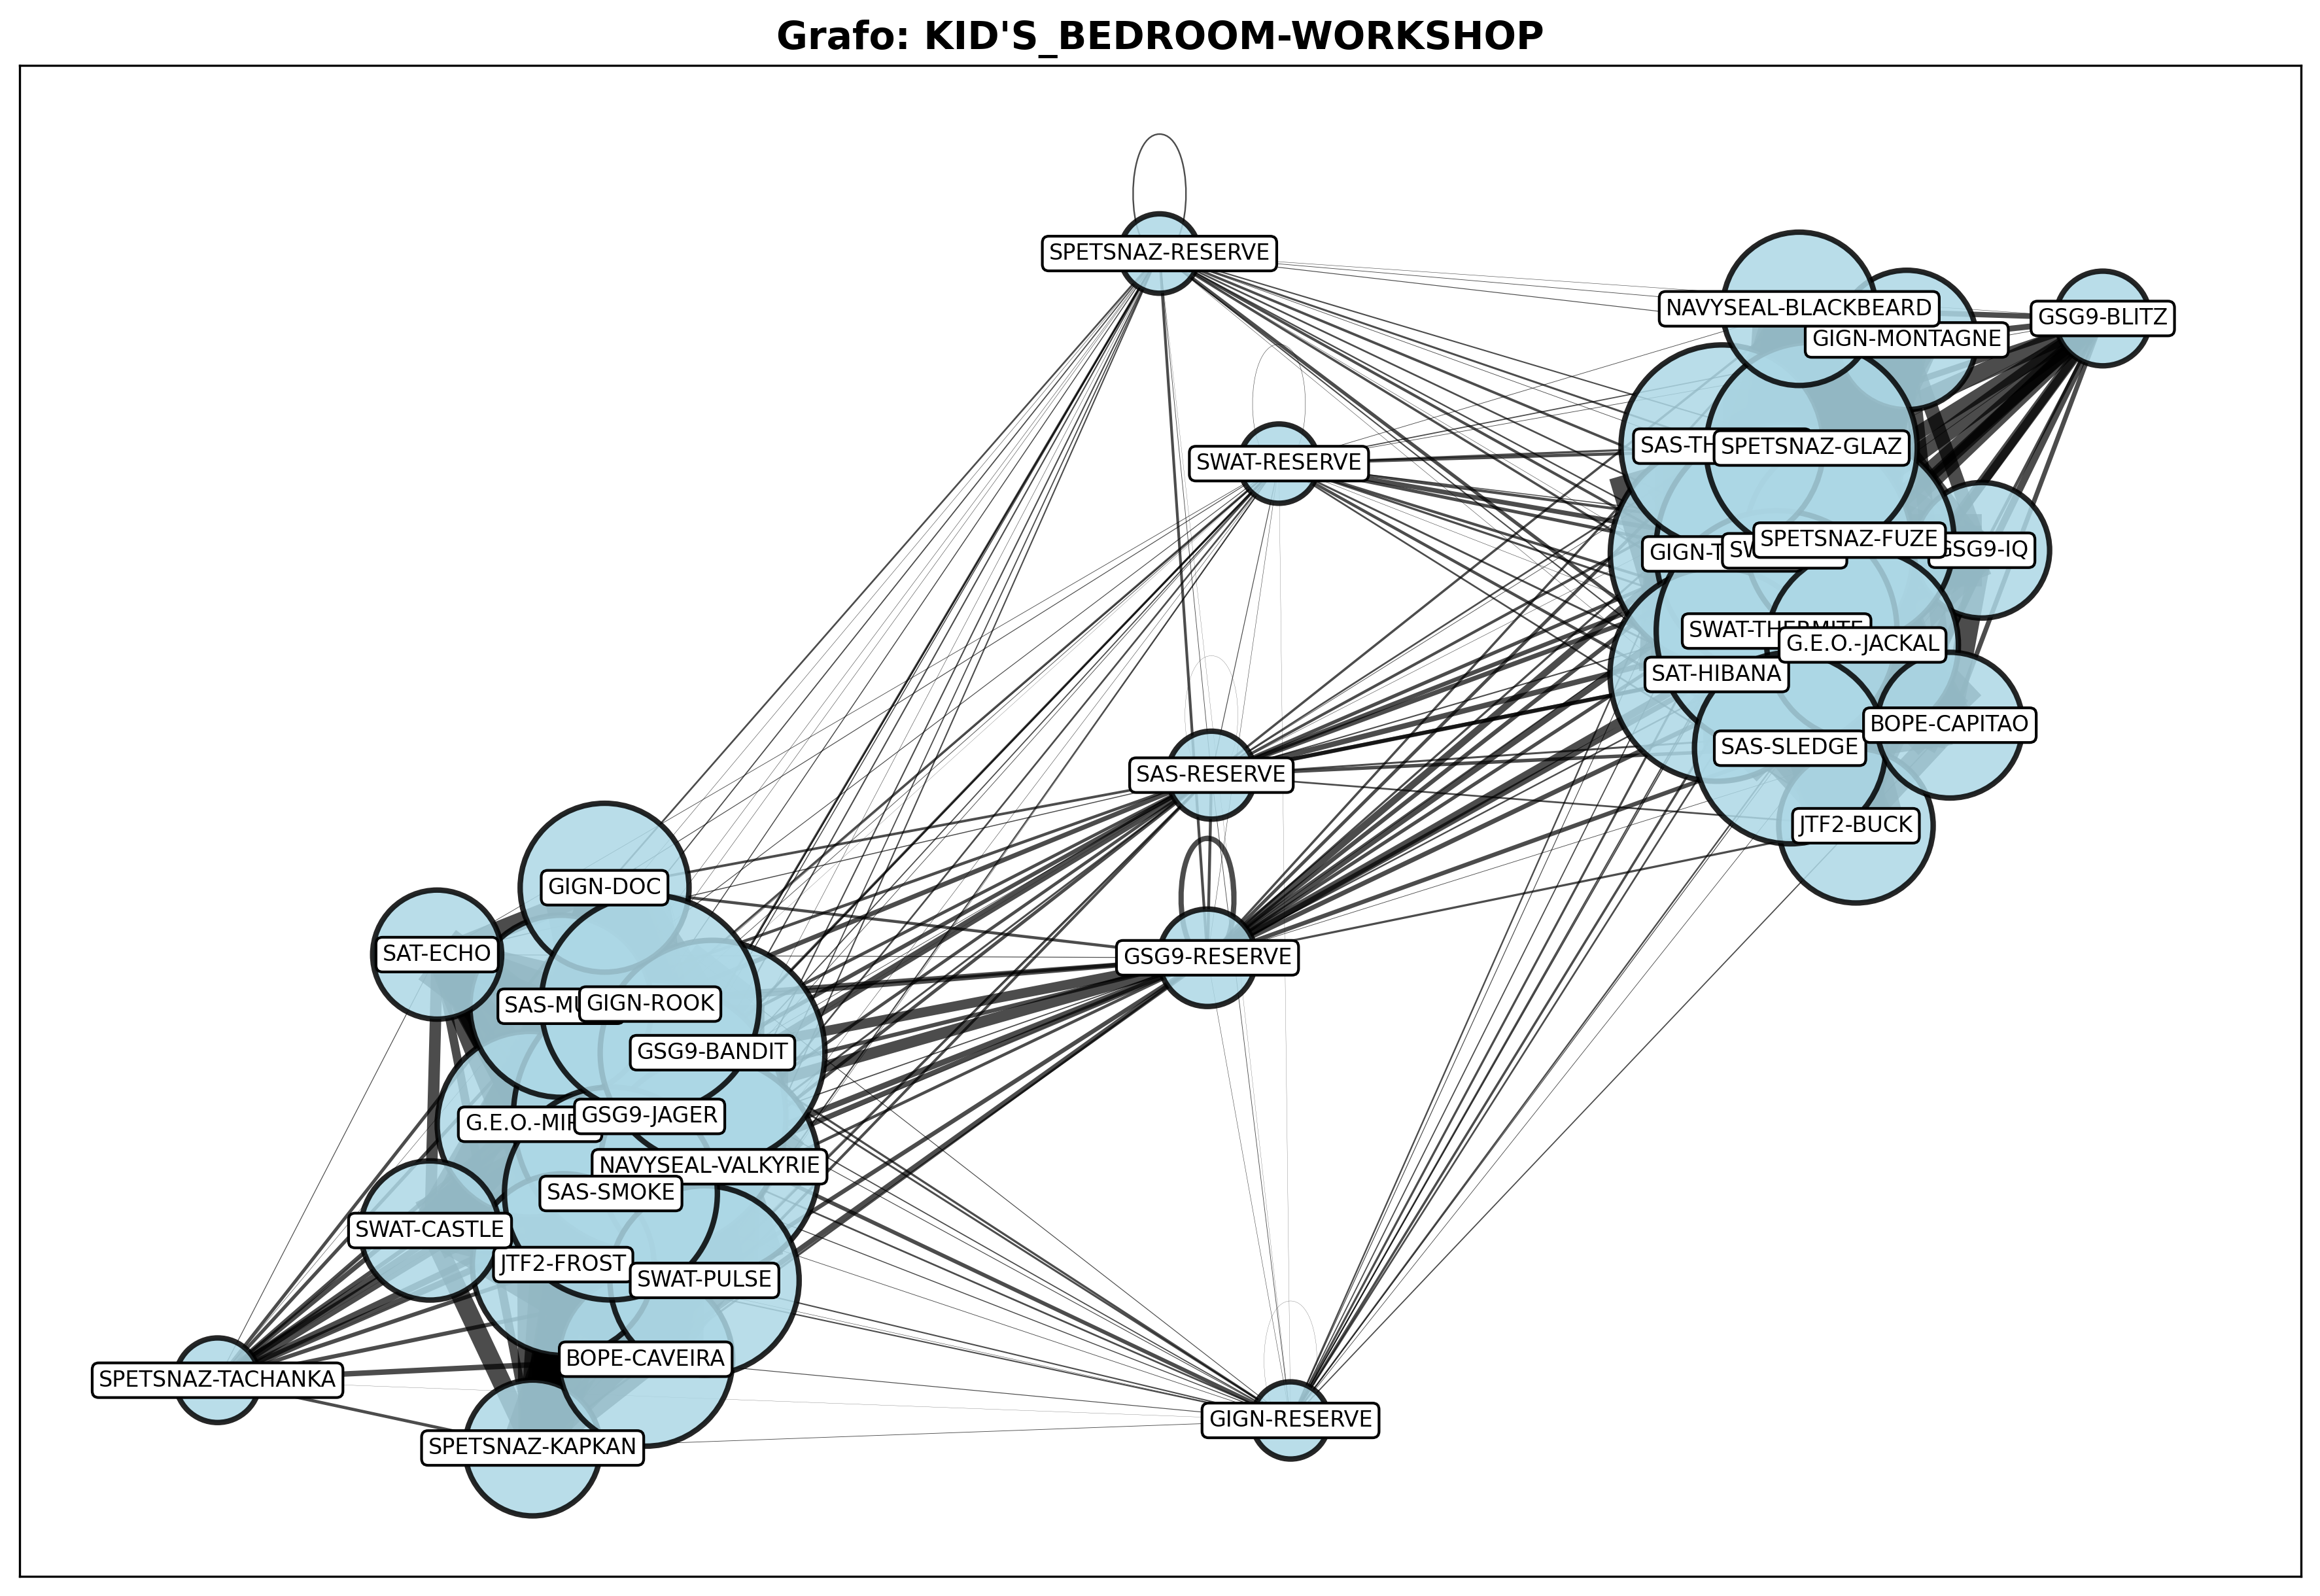 Grafo: KID'S_BEDROOM-WORKSHOP
SPETSNAZ-RESERVE
NAVYSEAL-BLACKBEARD
GSG9-BLITZ
GIGN-MONTAGNE
SAS-TH
SPETSNAZ-GLAZ
SWAT-RESERVE
SPETSNAZ-FUZE
GIGN-T
SW
GSG9-IQ
SWAT-THERMITE
G.E.O.-JACKAL
SAT-HIBANA
BOPE-CAPITAO
SAS-SLEDGE
SAS-RESERVE
JTF2-BUCK
GIGN-DOC
SAT-ECHO
GSG9-RESERVE
SAS-MU
GIGN-ROOK
GSG9-BANDIT
G.E.O.-MIR
GSG9-JAGER
NAVYSEAL-VALKYRIE
SAS-SMOKE
SWAT-CASTLE
JTF2-FROST
SWAT-PULSE
BOPE-CAVEIRA
SPETSNAZ-TACHANKA
GIGN-RESERVE
SPETSNAZ-KAPKAN